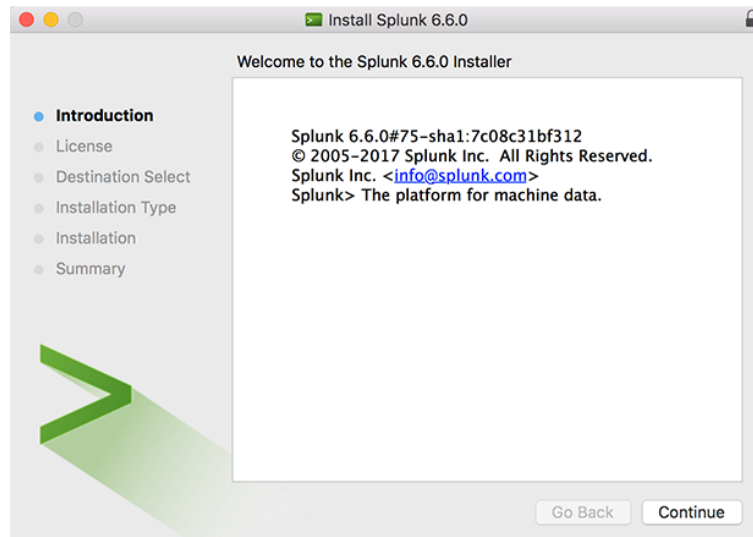 Install Splunk 6.6.0
Welcome to the Splunk 6.6.0 Installer
Introduction
License
Destination Select
Installation Type
Installation
Summary
Splunk 6.6.0#75-sha1:7c08c31bf312
© 2005-2017 Splunk Inc.  All Rights Reserved.
Splunk Inc. <info@splunk.com>
Splunk> The platform for machine data.
Go Back
Continue